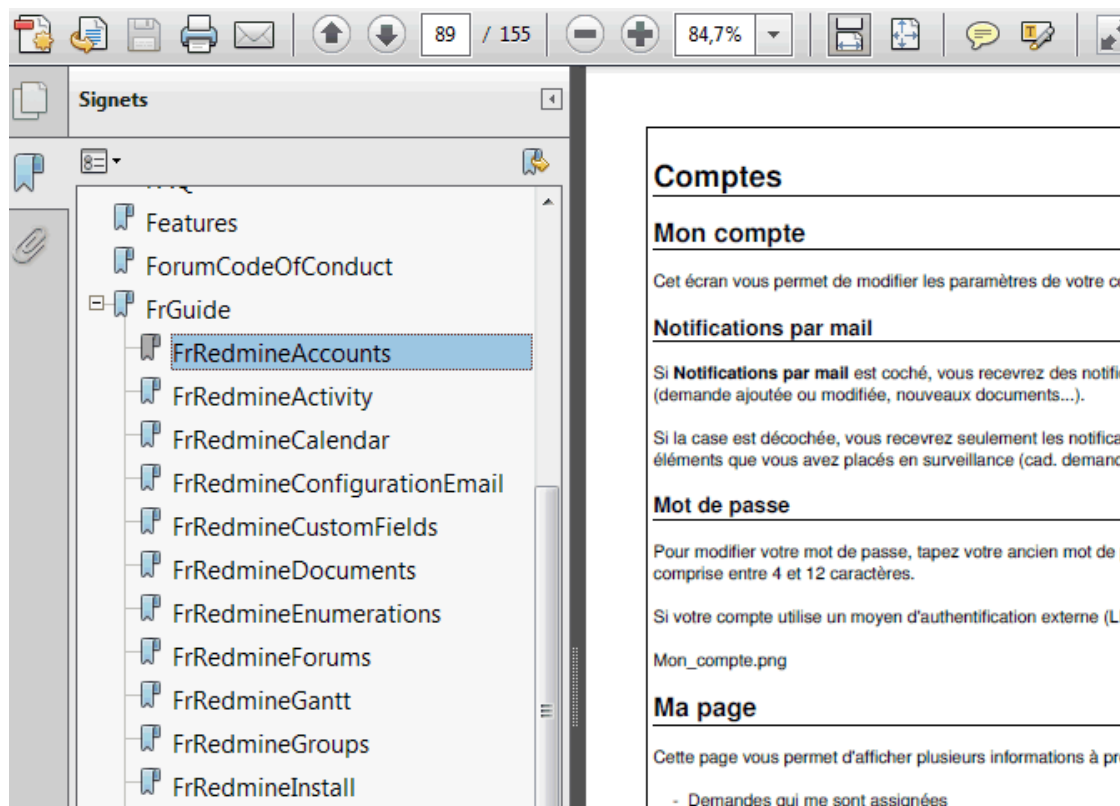 89 / 155
84,7%
Signets
Features
ForumCodeOfConduct
FrGuide
FrRedmineAccounts
FrRedmineActivity
FrRedmineCalendar
FrRedmineConfigurationEmail
FrRedmineCustomFields
FrRedmineDocuments
FrRedmineEnumerations
FrRedmineForums
FrRedmineGantt
FrRedmineGroups
FrRedmineInstall
Comptes
Mon compte
Cet écran vous permet de modifier les paramètres de votre
Notifications par mail
Si Notifications par mail est coché, vous recevrez des
(demande ajoutée ou modifiée, nouveaux documents...).
Si la case est décochée, vous recevrez seulement les
éléments que vous avez placés en surveillance (cad.
Mot de passe
Pour modifier votre mot de passe, tapez votre ancien mot de
comprise entre 4 et 12 caractères.
Si votre compte utilise un moyen d'authentification externe
Mon_compte.png
Ma page
Cette page vous permet d'afficher plusieurs informations à
- Demandes qui me sont assignées